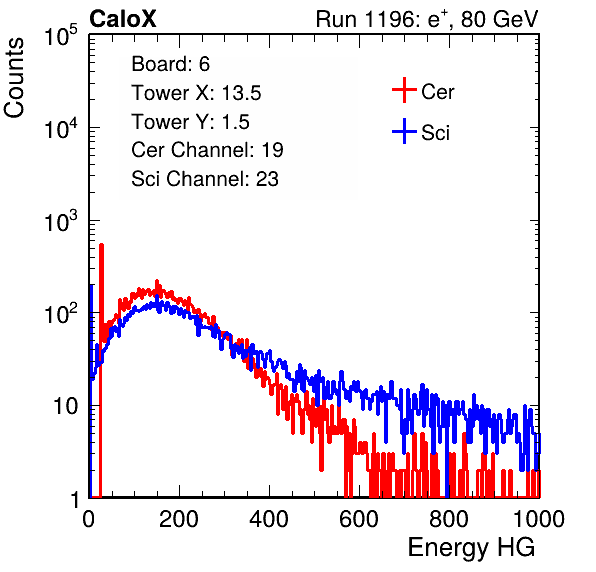 CaloX Run 1196: e⁺, 80 GeV
Counts
10⁵
10⁴
10³
10²
10
1
Board: 6
Tower X: 13.5
Tower Y: 1.5
Cer Channel: 19
Sci Channel: 23
Cer
Sci
0 200 400 600 800 1000
Energy HG